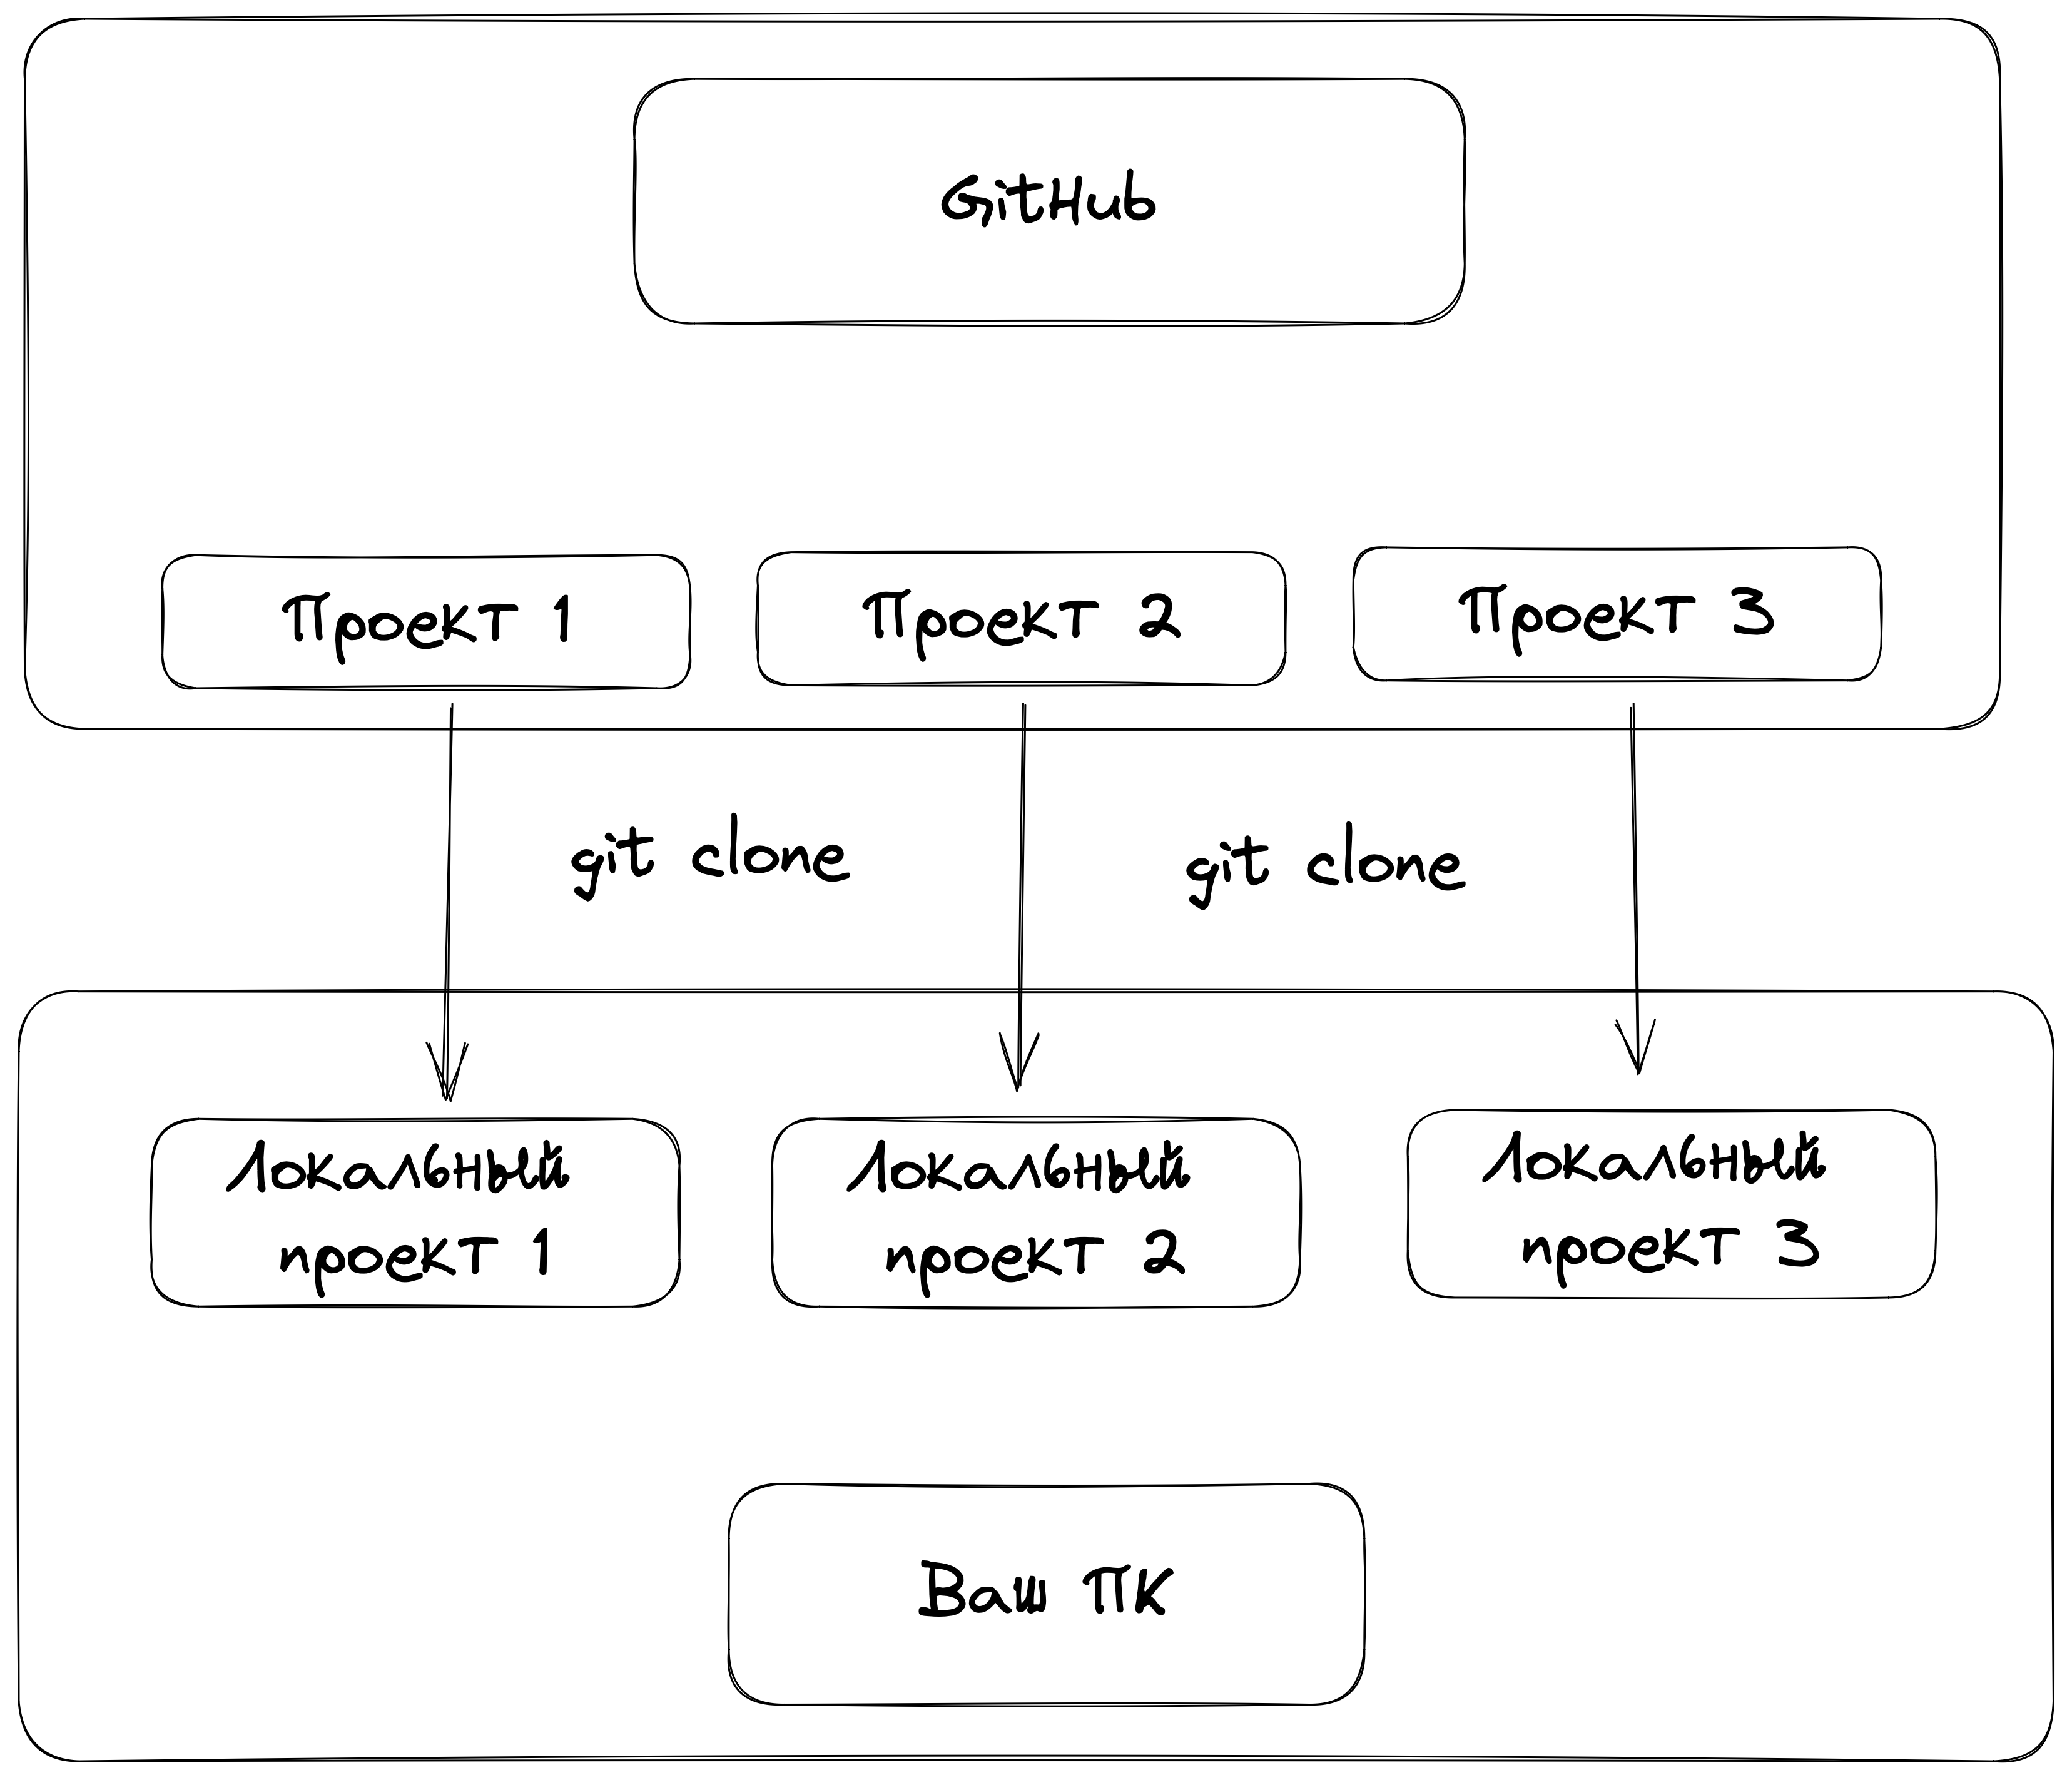 GitHub
Проект 1
Проект 2
Проект 3
git clone
git clone
Локальный
проект 1
Локальный
проект 2
Локальный
проект 3
Ваш ПК